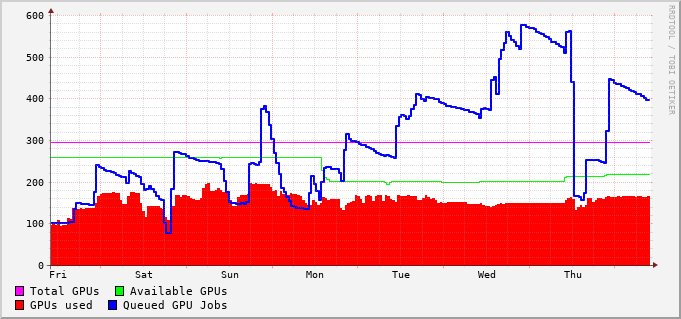 600
500
400
300
200
100
0
Fri Sat Sun Mon Tue Wed Thu
Total GPUs Available GPUs
GPUs used Queued GPU Jobs
RRDTOOL / TOBI OETIKER